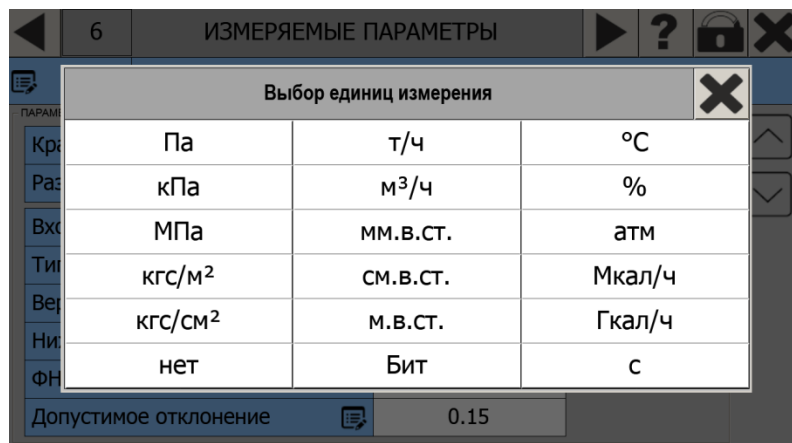 6 ИЗМЕРЯЕМЫЕ ПАРАМЕТРЫ ?
Выбор единиц измерения
Па т/ч °C
кПа м³/ч %
МПа мм.в.ст. атм
кгс/м² см.в.ст. Мкал/ч
кгс/см² м.в.ст. Гкал/ч
нет Бит с
Допустимое отклонение 0.15